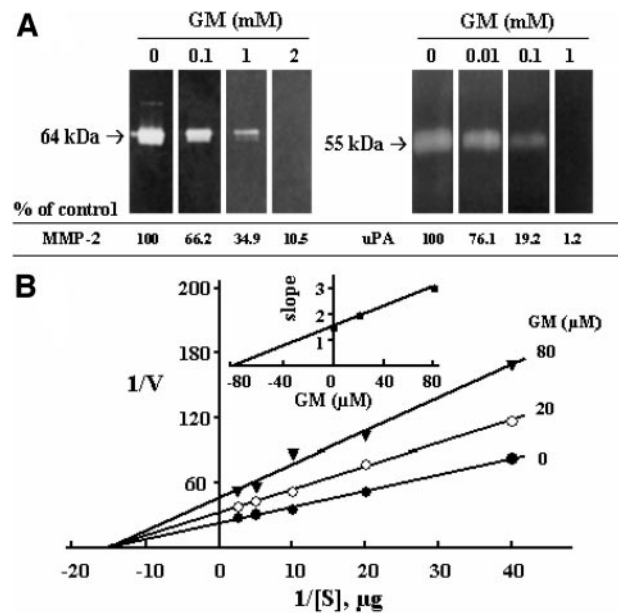 A
GM (mM) GM (mM)
0 0.1 1 2 0 0.01 0.1 1
64 kDa → 55 kDa →
% of control
MMP-2 100 66.2 34.9 10.5 uPA 100 76.1 19.2 1.2
B
200
180
120
60
1/V
slope
3
2
1
-80 -40 0 40 80
GM (µM)
GM (µM)
80
20
0
-20 -10 0 10 20 30 40
1/[S], µg